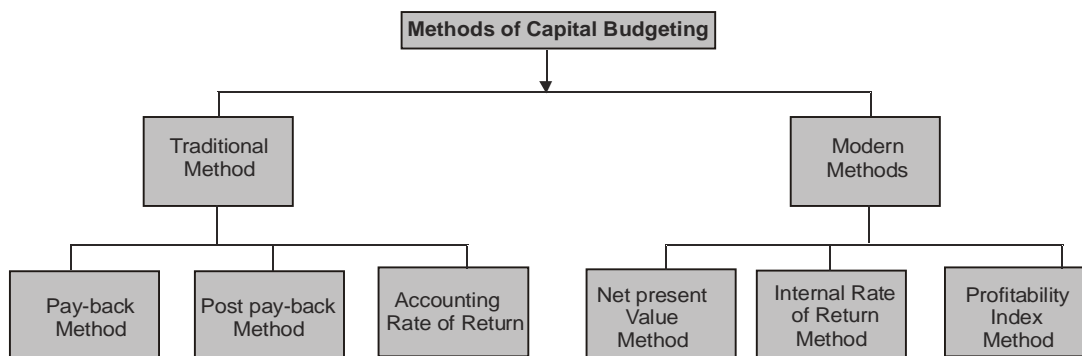 Methods of Capital Budgeting
Traditional
Method
Modern
Methods
Pay-back
Method
Post pay-back
Method
Accounting
Rate of Return
Net present
Value
Method
Internal Rate
of Return
Method
Profitability
Index
Method